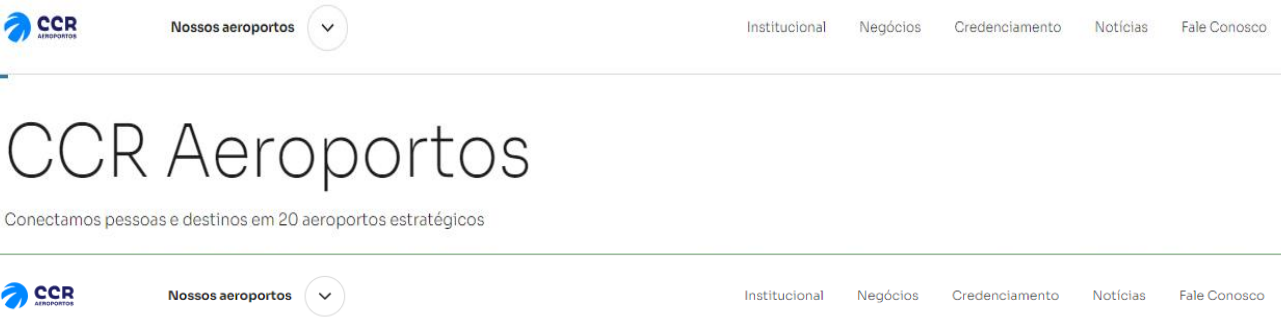 CCR AEROPORTOS Nossos aeroportos Institucional Negócios Credenciamento Notícias Fale Conosco
CCR Aeroportos
Conectamos pessoas e destinos em 20 aeroportos estratégicos
CCR AEROPORTOS Nossos aeroportos Institucional Negócios Credenciamento Notícias Fale Conosco